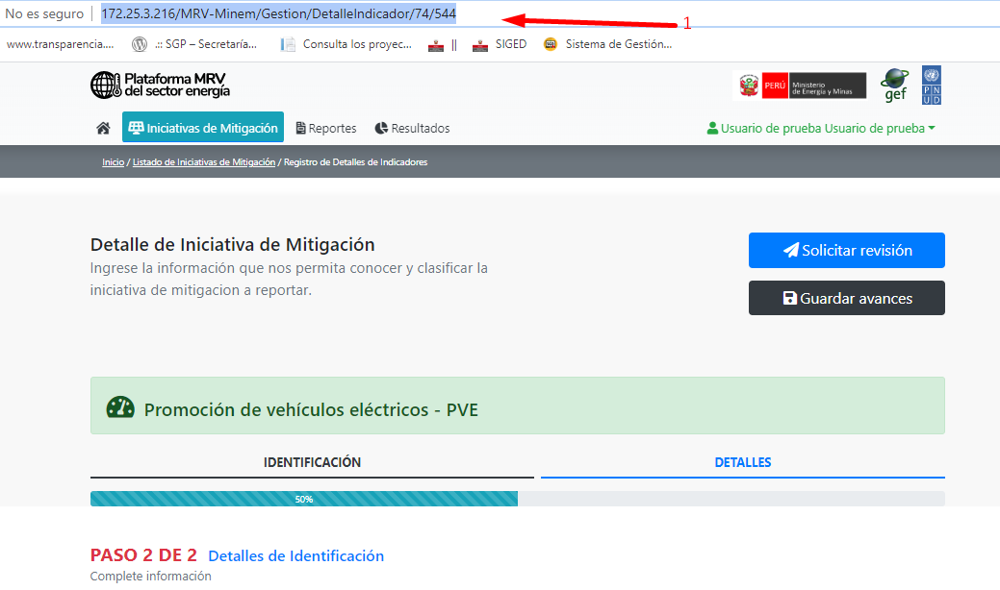 No es seguro 172.25.3.216/MRV-Minem/Gestion/DetalleIndicador/74/544
1
www.transparencia.... .:: SGP – Secretaría... Consulta los proyec... || SIGED Sistema de Gestión...
Plataforma MRV
del sector energía
PERÚ Ministerio
de Energía y Minas
gef
P N
U D
Iniciativas de Mitigación Reportes Resultados Usuario de prueba Usuario de prueba
Inicio / Listado de Iniciativas de Mitigación / Registro de Detalles de Indicadores
Detalle de Iniciativa de Mitigación
Ingrese la información que nos permita conocer y clasificar la
iniciativa de mitigacion a reportar.
Solicitar revisión
Guardar avances
Promoción de vehículos eléctricos - PVE
IDENTIFICACIÓN DETALLES
50%
PASO 2 DE 2 Detalles de Identificación
Complete información